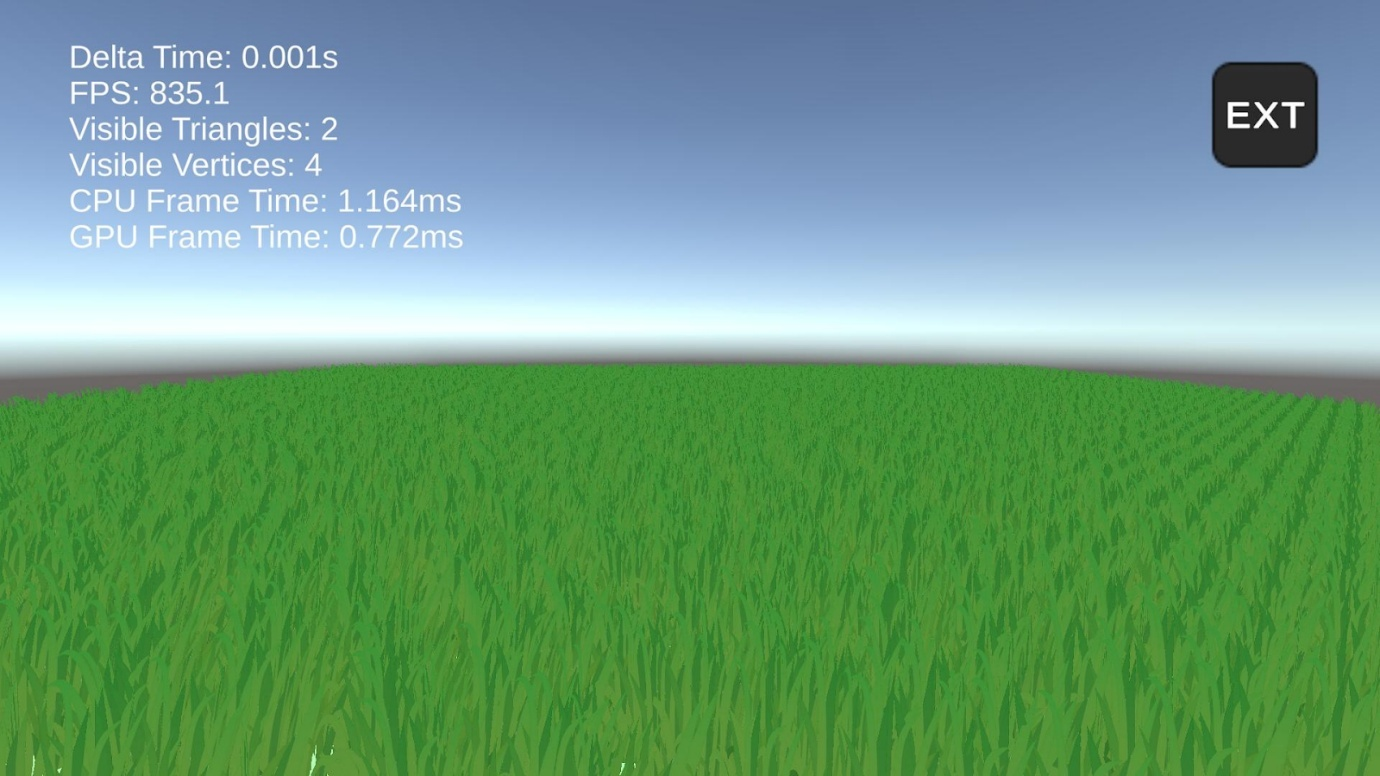 Delta Time: 0.001s
FPS: 835.1
Visible Triangles: 2
Visible Vertices: 4
CPU Frame Time: 1.164ms
GPU Frame Time: 0.772ms
EXT